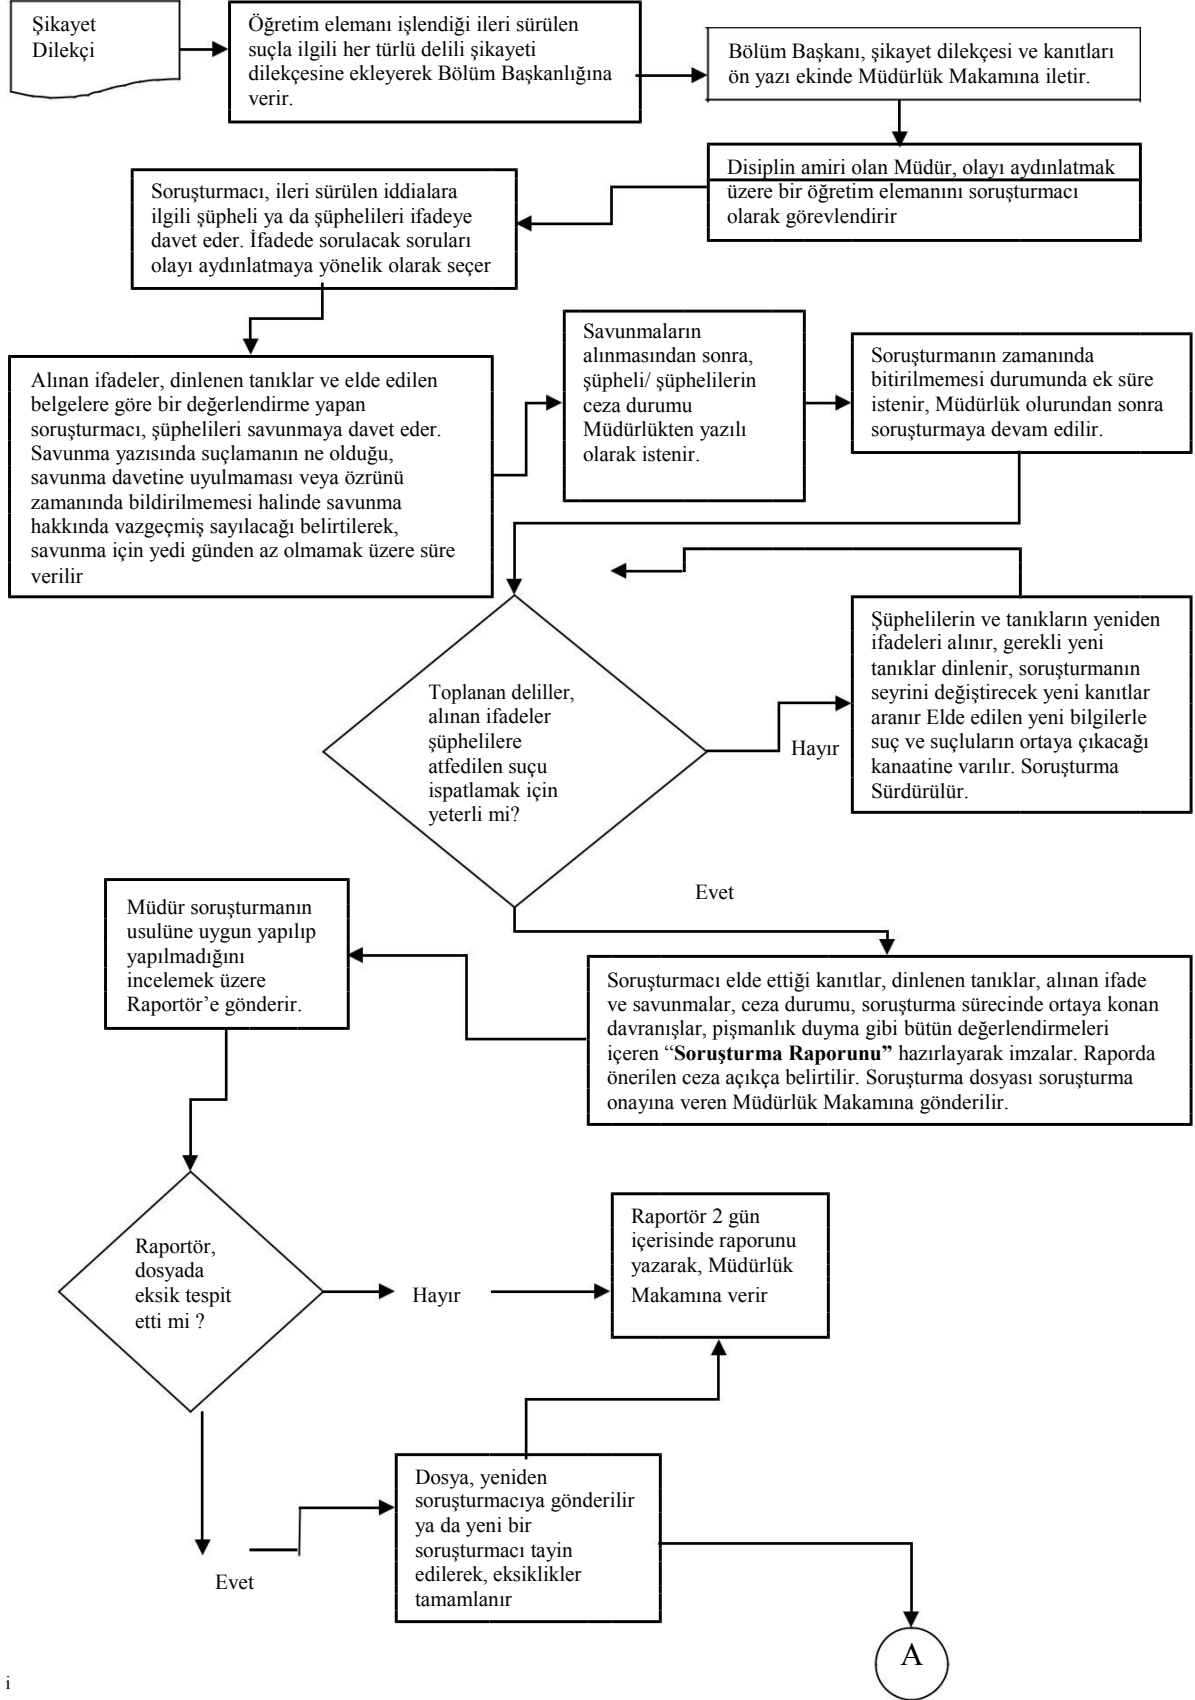 Şikayet
Dilekçi
Öğretim elemanı işlendiği ileri sürülen
suçla ilgili her türlü delili şikayeti
dilekçesine ekleyerek Bölüm Başkanlığına
verir.
Bölüm Başkanı, şikayet dilekçesi ve kanıtları
ön yazı ekinde Müdürlük Makamına iletir.
Disiplin amiri olan Müdür, olayı aydınlatmak
üzere bir öğretim elemanını soruşturmacı
olarak görevlendirir
Soruşturmacı, ileri sürülen iddialara
ilgili şüpheli ya da şüphelileri ifadeye
davet eder. İfadede sorulacak soruları
olayı aydınlatmaya yönelik olarak seçer
Alınan ifadeler, dinlenen tanıklar ve elde edilen
belgelere göre bir değerlendirme yapan
soruşturmacı, şüphelileri savunmaya davet eder.
Savunma yazısında suçlamanın ne olduğu,
savunma davetine uyulmaması veya özrünü
zamanında bildirilmemesi halinde savunma
hakkında vazgeçmiş sayılacağı belirtilerek,
savunma için yedi günden az olmamak üzere süre
verilir
Savunmaların
alınmasından sonra,
şüpheli/ şüphelilerin
ceza durumu
Müdürlükten yazılı
olarak istenir.
Soruşturmanın zamanında
bitirilmemesi durumunda ek süre
istenir, Müdürlük olurundan sonra
soruşturmaya devam edilir.
Toplanan deliller,
alınan ifadeler
şüphelilere
atfedilen suçu
ispatlamak için
yeterli mi?
Hayır
Şüphelilerin ve tanıkların yeniden
ifadeleri alınır, gerekli yeni
tanıklar dinlenir, soruşturmanın
seyrini değiştirecek yeni kanıtlar
aranır Elde edilen yeni bilgilerle
suç ve suçluların ortaya çıkacağı
kanaatine varılır. Soruşturma
Sürdürülür.
Evet
Soruşturmacı elde ettiği kanıtlar, dinlenen tanıklar, alınan ifade
ve savunmalar, ceza durumu, soruşturma sürecinde ortaya konan
davranışlar, pişmanlık duyma gibi bütün değerlendirmeleri
içeren “Soruşturma Raporunu” hazırlayarak imzalar. Raporda
önerilen ceza açıkça belirtilir. Soruşturma dosyası soruşturma
onayına veren Müdürlük Makamına gönderilir.
Müdür soruşturmanın
usulüne uygun yapılıp
yapılmadığını
incelemek üzere
Raportör’e gönderir.
Raportör,
dosyada
eksik tespit
etti mi ?
Hayır
Raportör 2 gün
içerisinde raporunu
yazarak, Müdürlük
Makamına verir
Evet
Dosya, yeniden
soruşturmacıya gönderilir
ya da yeni bir
soruşturmacı tayin
edilerek, eksiklikler
tamamlanır
A
i